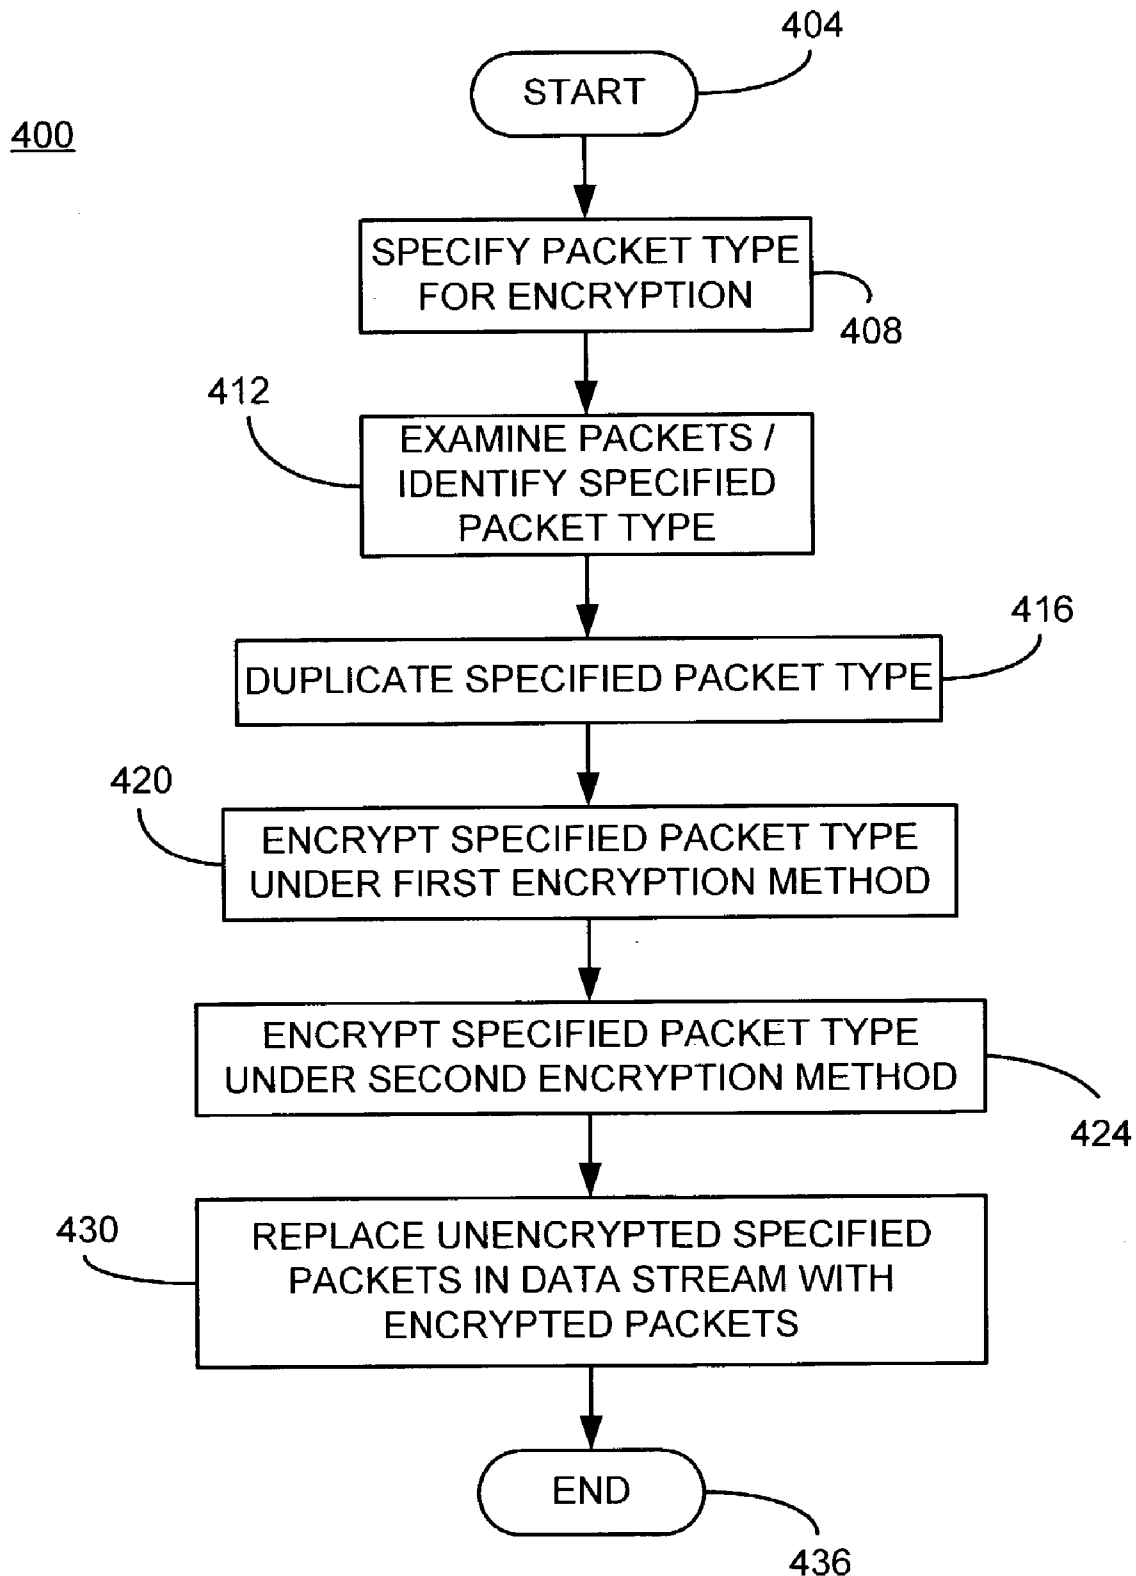 404
START
400
SPECIFY PACKET TYPE
FOR ENCRYPTION
408
412
EXAMINE PACKETS /
IDENTIFY SPECIFIED
PACKET TYPE
416
DUPLICATE SPECIFIED PACKET TYPE
420
ENCRYPT SPECIFIED PACKET TYPE
UNDER FIRST ENCRYPTION METHOD
ENCRYPT SPECIFIED PACKET TYPE
UNDER SECOND ENCRYPTION METHOD
424
430
REPLACE UNENCRYPTED SPECIFIED
PACKETS IN DATA STREAM WITH
ENCRYPTED PACKETS
END
436